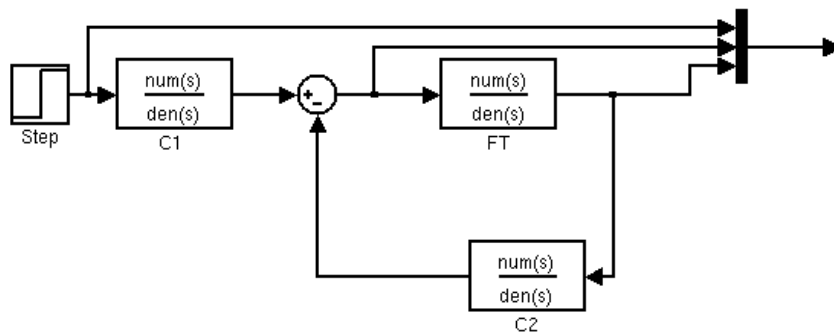 num(s)
den(s)
C1
Step
+
-
num(s)
den(s)
FT
num(s)
den(s)
C2